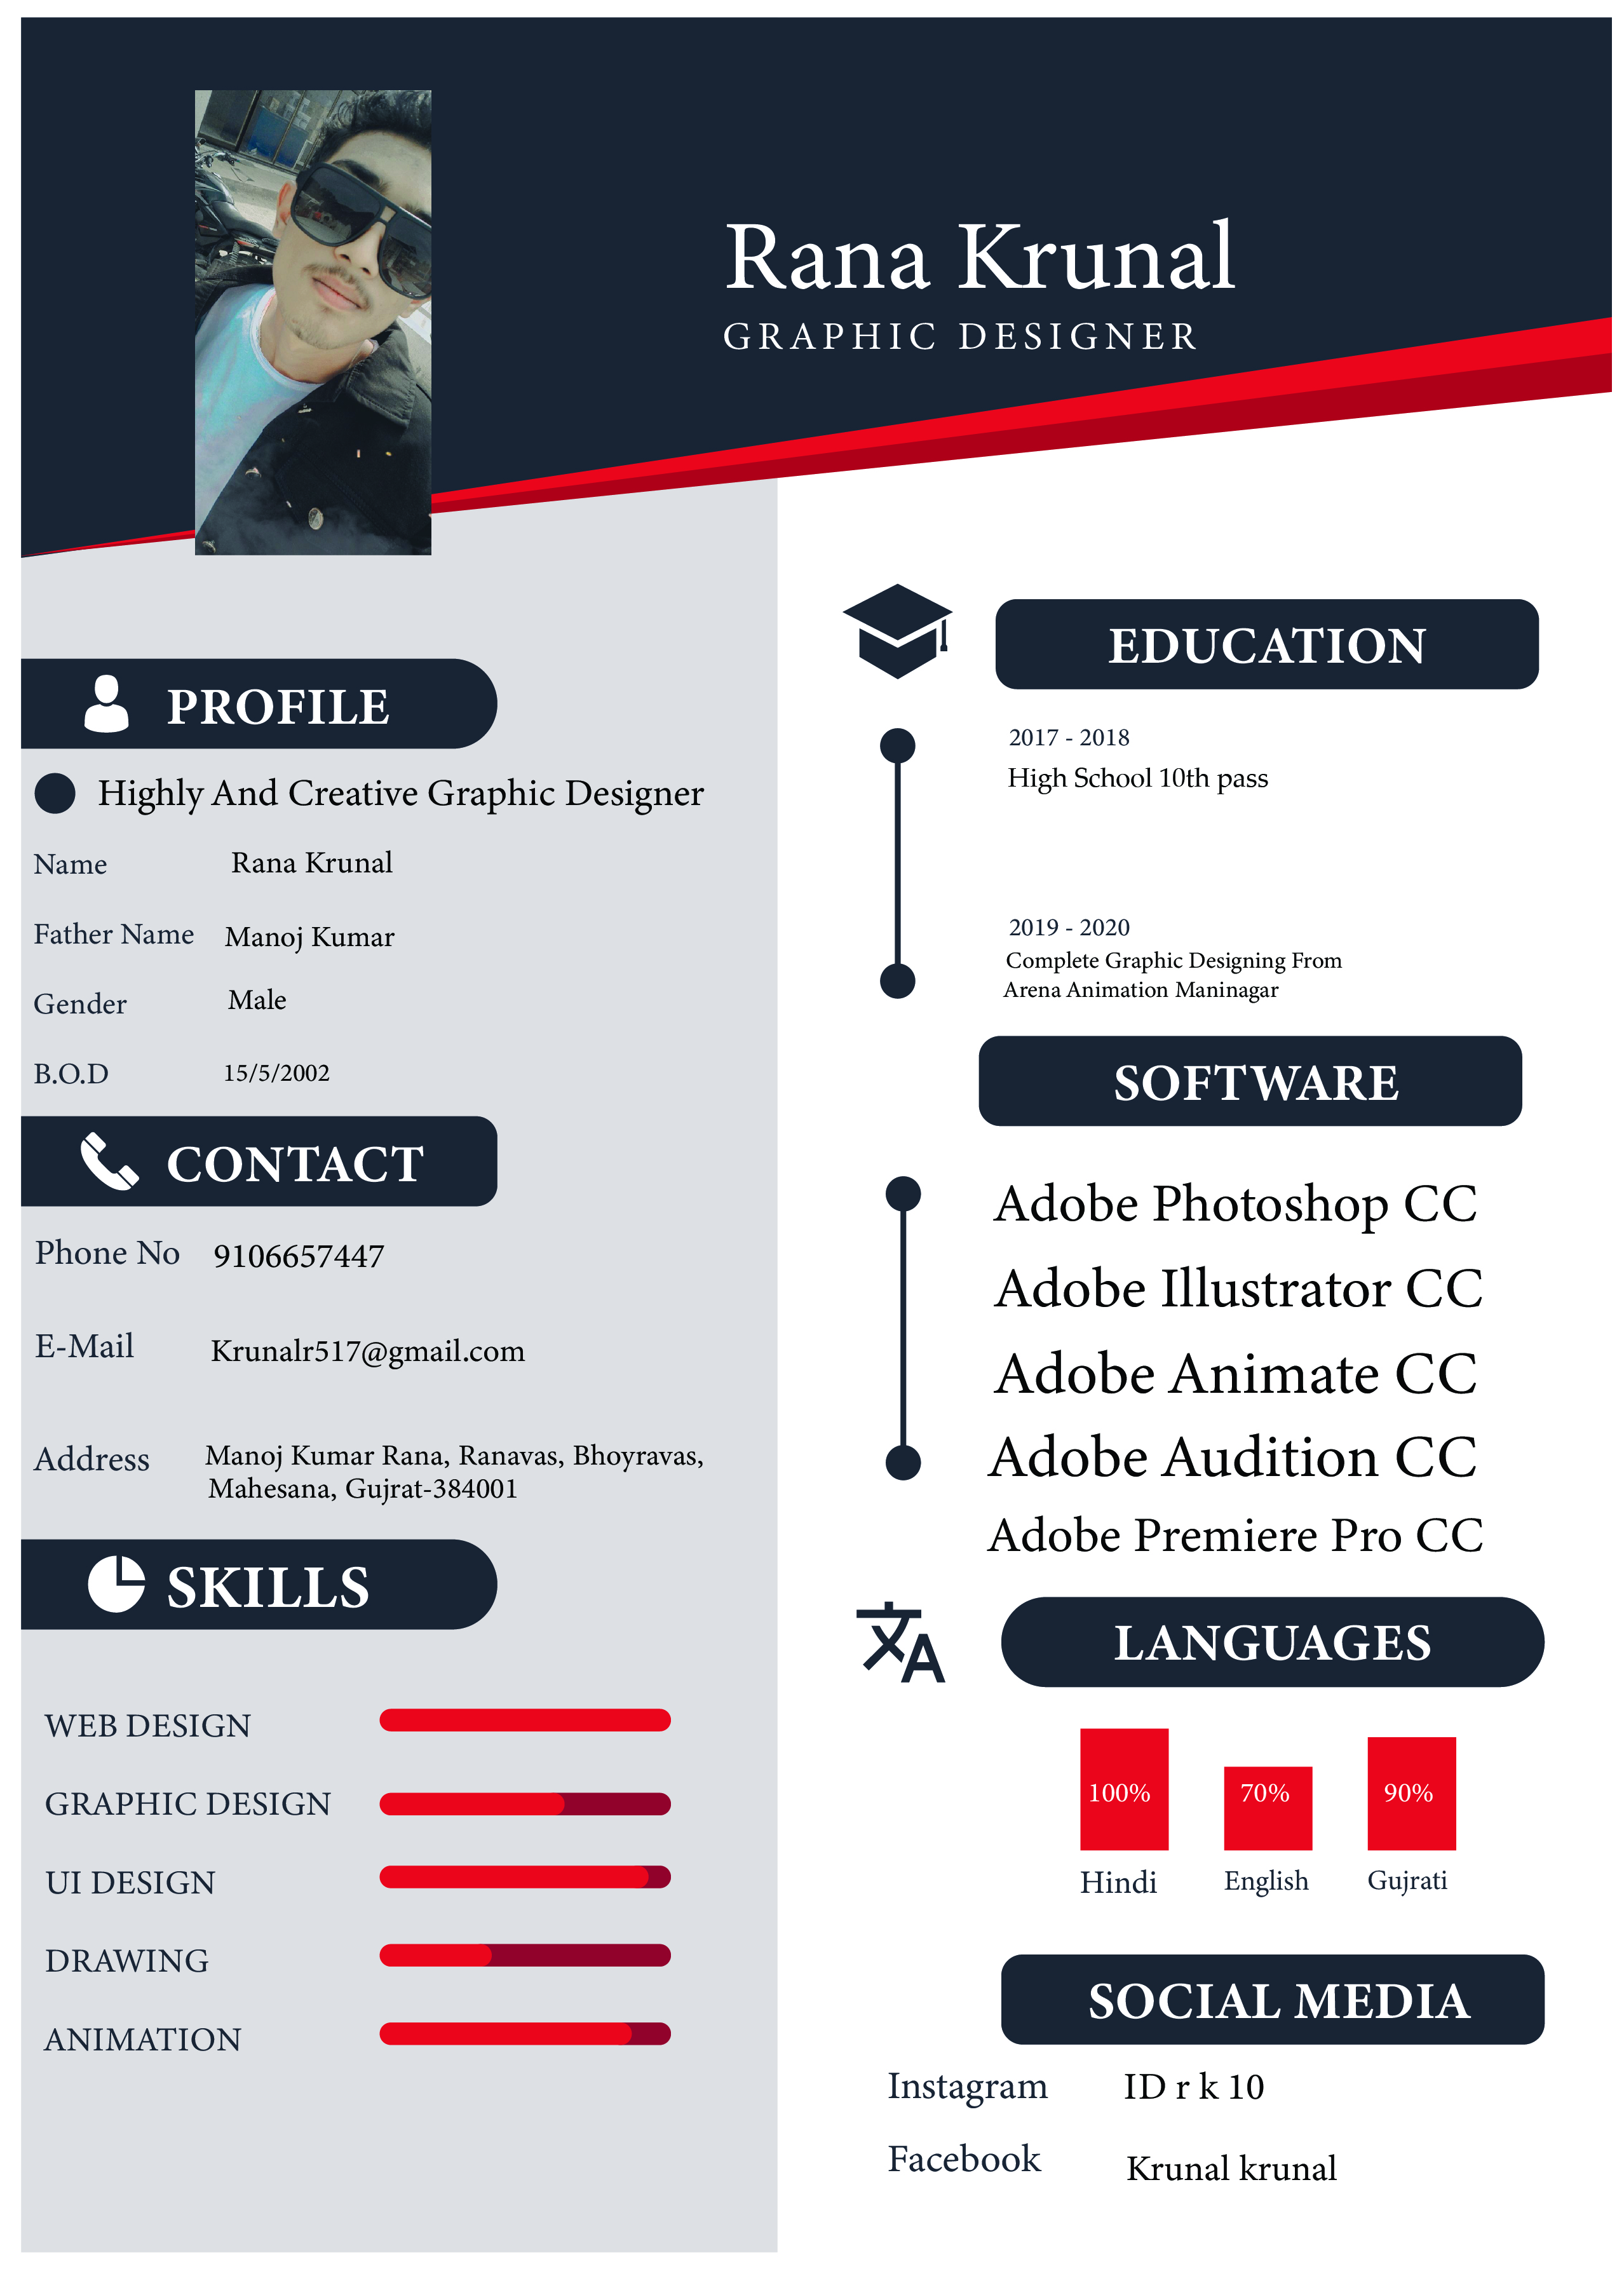 Rana Krunal
GRAPHIC DESIGNER
PROFILE
Highly And Creative Graphic Designer
Name Rana Krunal
Father Name Manoj Kumar
Gender Male
B.O.D 15/5/2002
CONTACT
Phone No 9106657447
E-Mail Krunalr517@gmail.com
Address Manoj Kumar Rana, Ranavas, Bhoyravas,
Mahesana, Gujrat-384001
SKILLS
WEB DESIGN
GRAPHIC DESIGN
UI DESIGN
DRAWING
ANIMATION
EDUCATION
2017 - 2018
High School 10th pass
2019 - 2020
Complete Graphic Designing From
Arena Animation Maninagar
SOFTWARE
Adobe Photoshop CC
Adobe Illustrator CC
Adobe Animate CC
Adobe Audition CC
Adobe Premiere Pro CC
LANGUAGES
100% 70% 90%
Hindi English Gujrati
SOCIAL MEDIA
Instagram ID r k 10
Facebook Krunal krunal